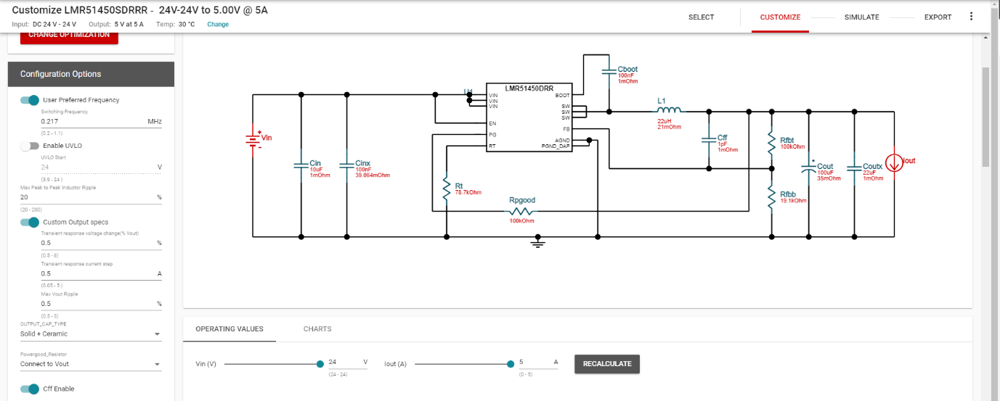 Customize LMR51450SDRRR - 24V-24V to 5.00V @ 5A
Input: DC 24 V - 24 V Output: 5 V at 5 A Temp: 30 °C Change
SELECT
CUSTOMIZE
SIMULATE
EXPORT
CHANGE OPTIMIZATION
Configuration Options
User Preferred Frequency
Switching Frequency
0.217 MHz
(0.2 - 1.1)
Enable UVLO
UVLO Start
24 V
(3.9 - 24 )
Max Peak to Peak Inductor Ripple
20 %
(20 - 200)
Custom Output specs
Transient response voltage change(% Vout)
0.5 %
(0.5 - 8)
Transient response current step
0.5 A
(0.05 - 5 )
Max Vout Ripple
0.5 %
(0.5 - 3)
OUTPUT_CAP_TYPE
Solid + Ceramic
Powergood_Resistor
Connect to Vout
Cff Enable
Vin
Cin
10uF
1mOhm
Cinx
100nF
39.064mOhm
U1
LMR51450DRR
VIN
VIN
VIN
EN
PG
RT
BOOT
SW
SW
SW
FB
AGND
PGND_DAP
Cboot
100nF
1mOhm
L1
22uH
21mOhm
Rt
78.7kOhm
Rpgood
100kOhm
Cff
1pF
1mOhm
Rfbt
100kOhm
Rfbb
19.1kOhm
Cout
100uF
35mOhm
Coutx
22uF
1mOhm
Iout
OPERATING VALUES
CHARTS
Vin (V)
24 V
(24 - 24)
Iout (A)
5 A
(0 - 5)
RECALCULATE